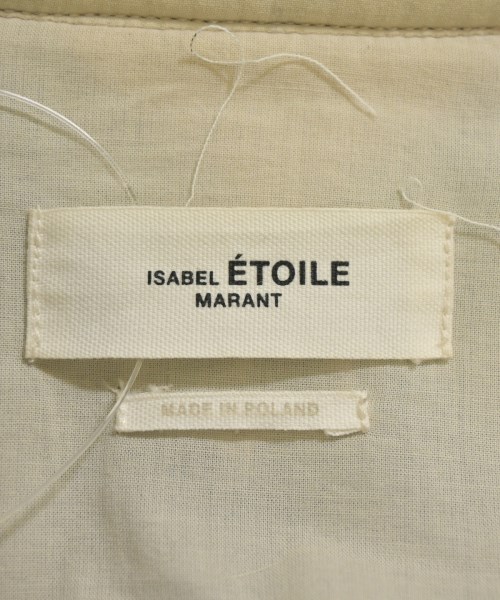 ISABEL ÉTOILE
MARANT
MADE IN POLAND